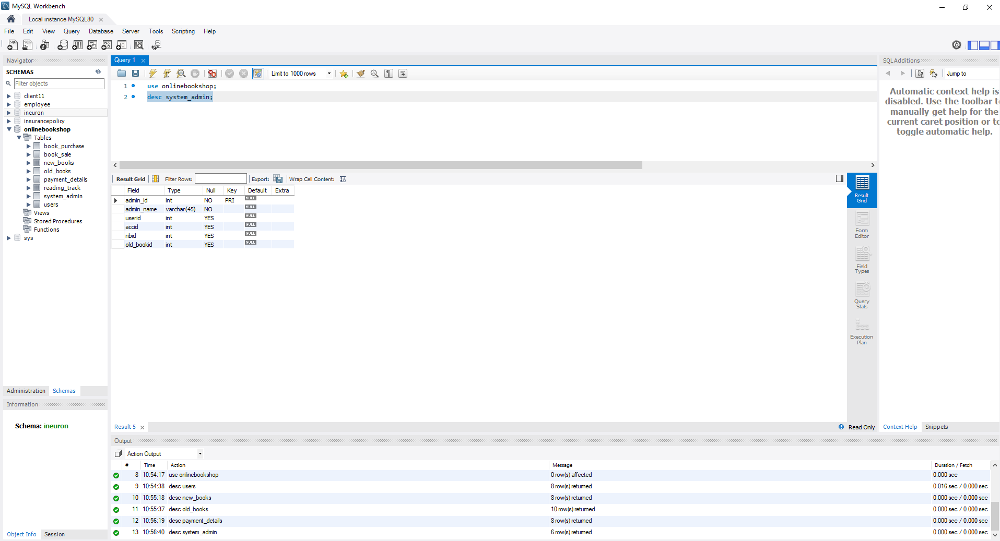 MySQL Workbench
Local instance MySQL80
File Edit View Query Database Server Tools Scripting Help
Navigator
SCHEMAS
Filter objects
client11
employee
ineuron
insurancepolicy
onlinebookshop
Tables
book_purchase
book_sale
new_books
old_books
payment_details
reading_track
system_admin
users
Views
Stored Procedures
Functions
sys
Administration Schemas
Information
Schema: ineuron
Object Info Session
Query 1
Limit to 1000 rows
1 use onlinebookshop;
2 desc system_admin;
Result Grid Filter Rows: Export: Wrap Cell Content:
Field Type Null Key Default Extra
admin_id int NO PRI NULL
admin_name varchar(45) NO NULL
userid int YES NULL
accid int YES NULL
nbid int YES NULL
old_bookid int YES NULL
Result
Grid
Form
Editor
Field
Types
Query
Stats
Execution
Plan
Result 5
Read Only
SQLAdditions
Jump to
Automatic context help is
disabled. Use the toolbar to
manually get help for the
current caret position or to
toggle automatic help.
Context Help Snippets
Output
Action Output
# Time Action Message Duration / Fetch
8 10:54:17 use onlinebookshop 0 row(s) affected 0.000 sec
9 10:54:38 desc users 8 row(s) returned 0.016 sec / 0.000 sec
10 10:55:18 desc new_books 8 row(s) returned 0.000 sec / 0.000 sec
11 10:55:37 desc old_books 10 row(s) returned 0.000 sec / 0.000 sec
12 10:56:19 desc payment_details 8 row(s) returned 0.000 sec / 0.000 sec
13 10:56:40 desc system_admin 6 row(s) returned 0.000 sec / 0.000 sec